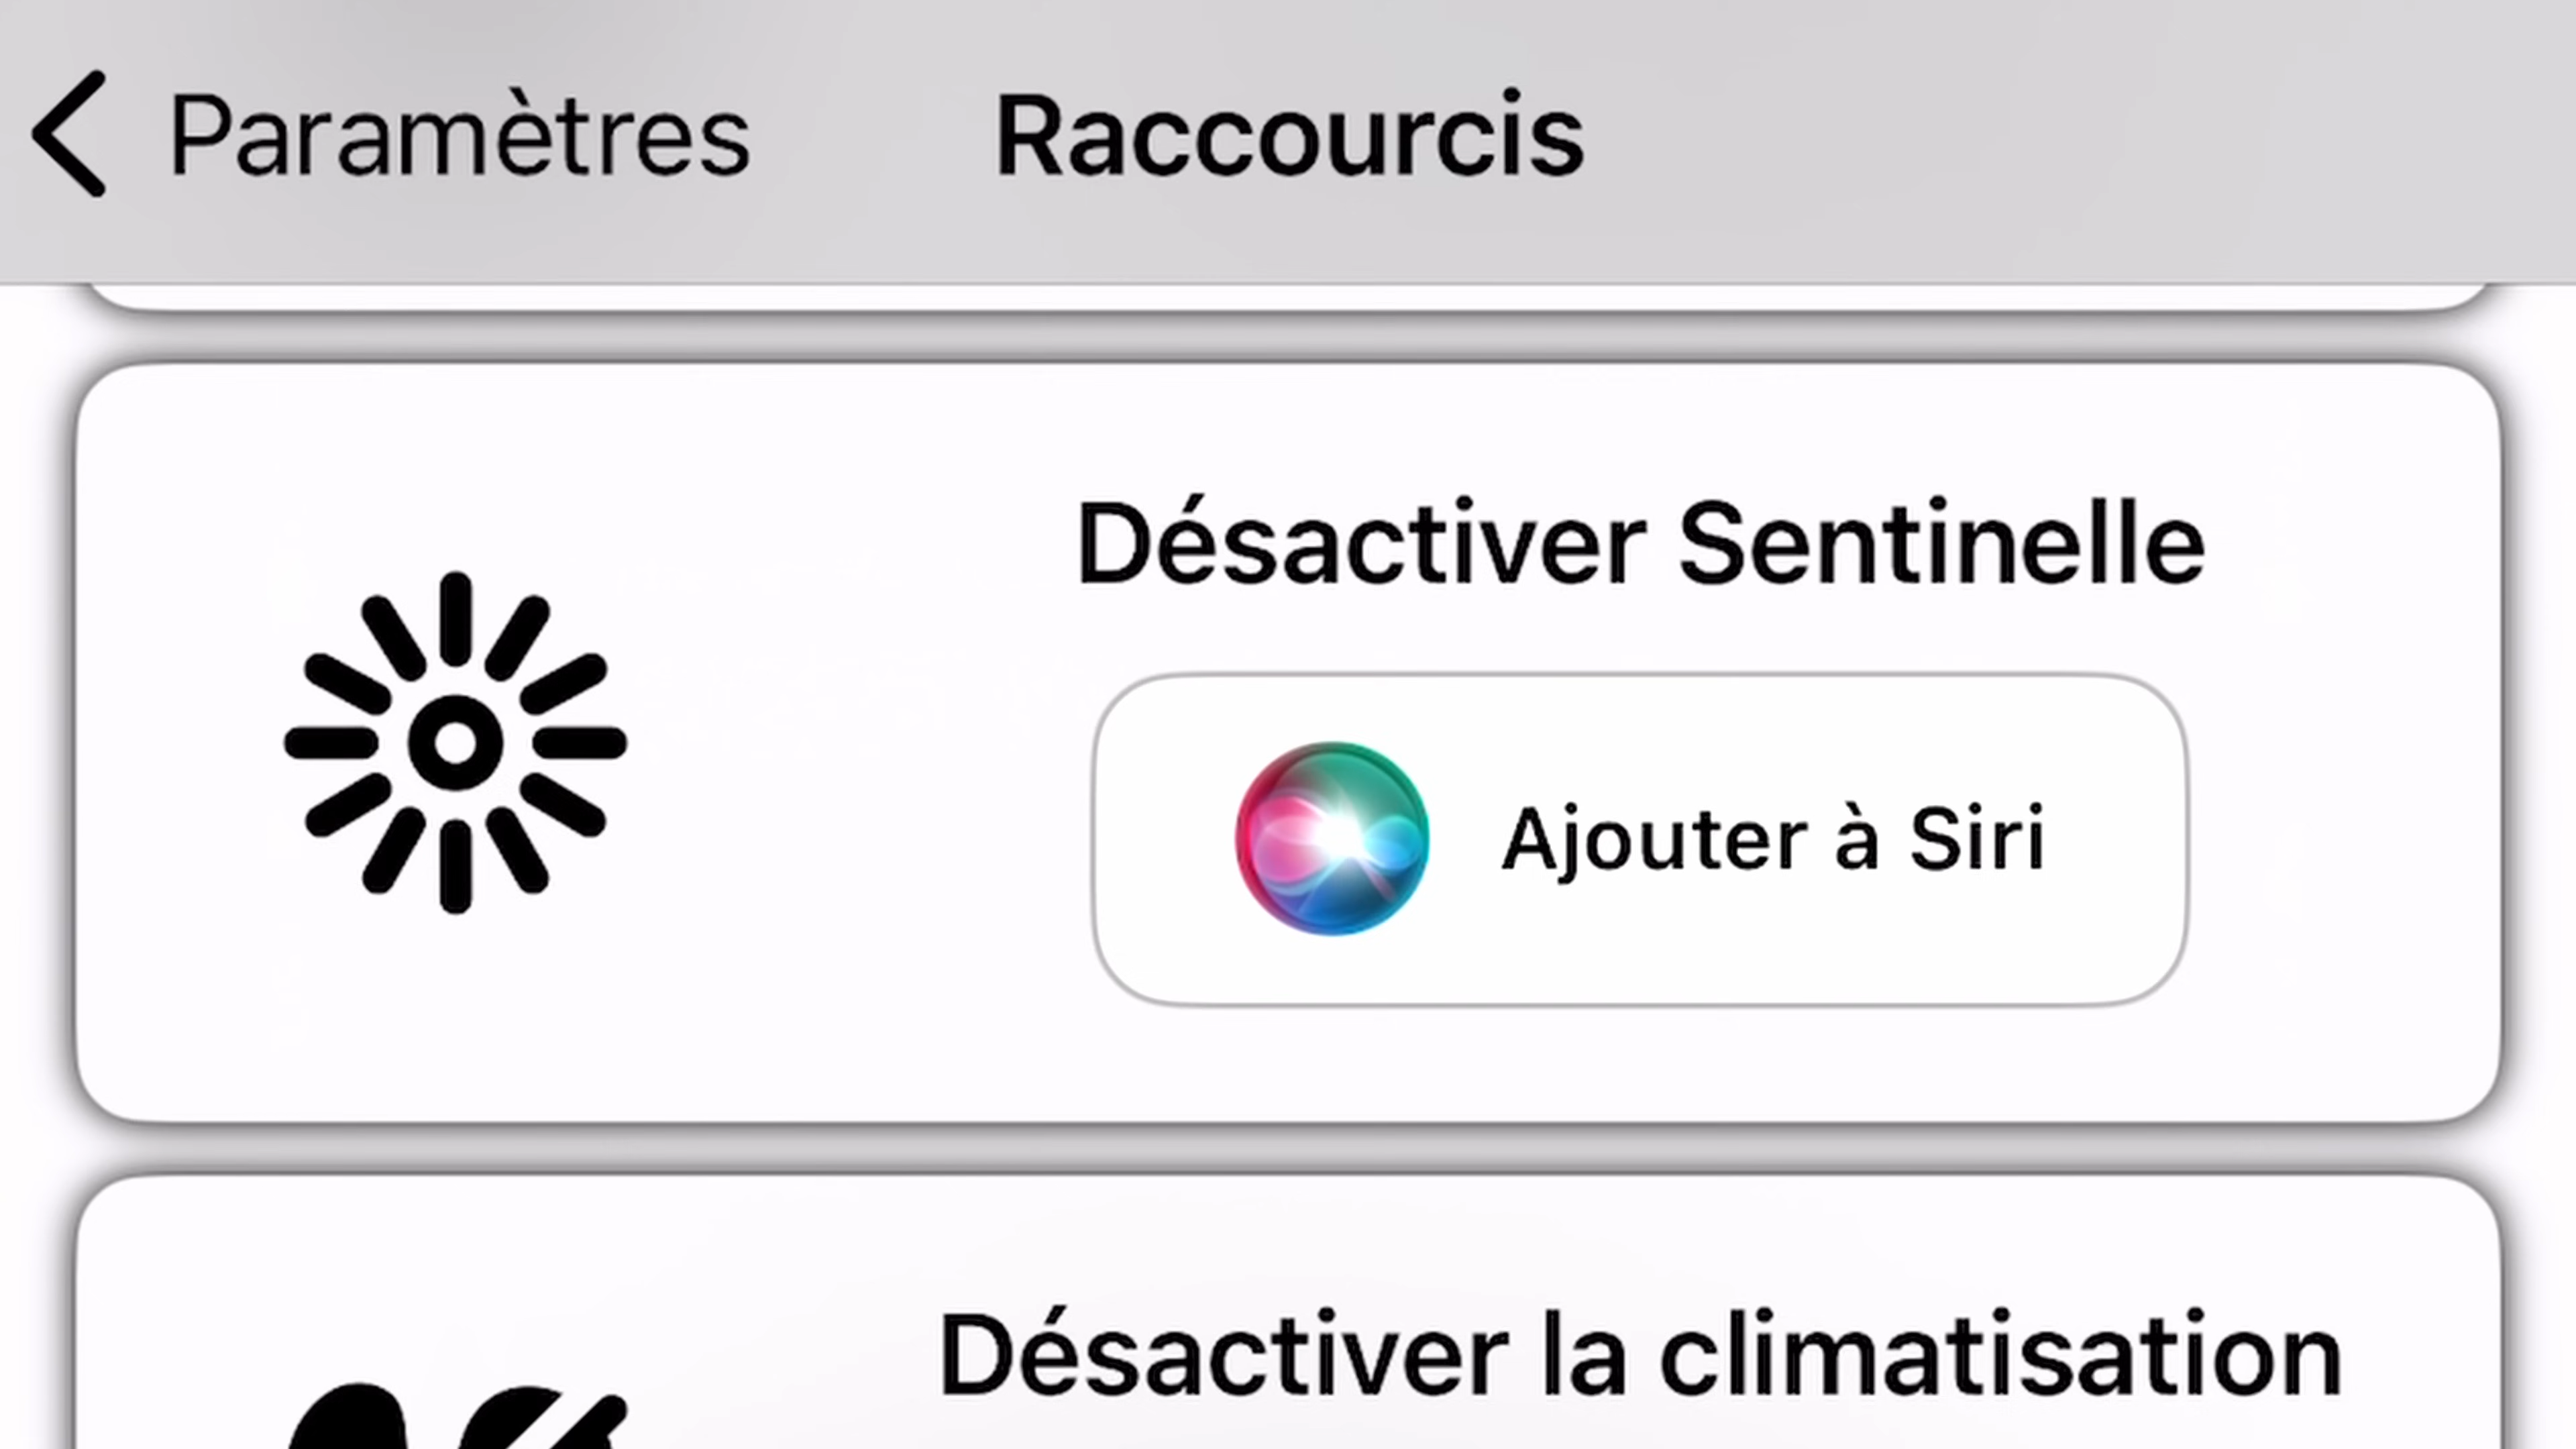 Paramètres Raccourcis
Désactiver Sentinelle
Ajouter à Siri
Désactiver la climatisation